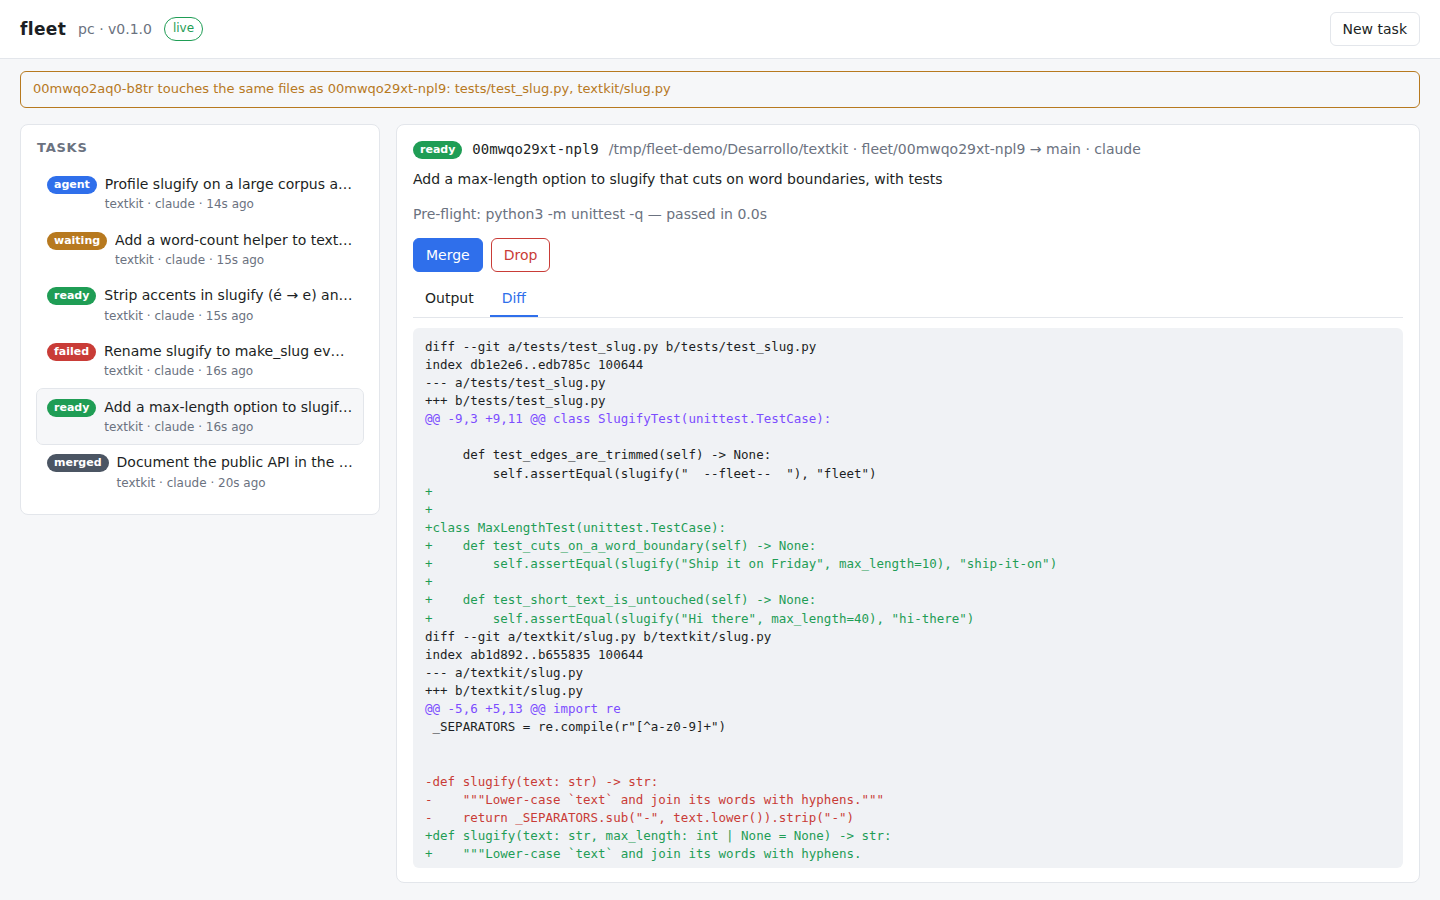 fleet pc · v0.1.0 live New task
00mwqo2aq0-b8tr touches the same files as 00mwqo29xt-npl9: tests/test_slug.py, textkit/slug.py
TASKS
agent Profile slugify on a large corpus a…
textkit · claude · 14s ago
waiting Add a word-count helper to text…
textkit · claude · 15s ago
ready Strip accents in slugify (é → e) an…
textkit · claude · 15s ago
failed Rename slugify to make_slug ev…
textkit · claude · 16s ago
ready Add a max-length option to slugif…
textkit · claude · 16s ago
merged Document the public API in the …
textkit · claude · 20s ago
ready 00mwqo29xt-npl9 /tmp/fleet-demo/Desarrollo/textkit · fleet/00mwqo29xt-npl9 → main · claude
Add a max-length option to slugify that cuts on word boundaries, with tests
Pre-flight: python3 -m unittest -q — passed in 0.0s
Merge Drop
Output Diff
diff --git a/tests/test_slug.py b/tests/test_slug.py
index db1e2e6..edb785c 100644
--- a/tests/test_slug.py
+++ b/tests/test_slug.py
@@ -9,3 +9,11 @@ class SlugifyTest(unittest.TestCase):
     def test_edges_are_trimmed(self) -> None:
         self.assertEqual(slugify("  --fleet--  "), "fleet")
+
+
+class MaxLengthTest(unittest.TestCase):
+    def test_cuts_on_a_word_boundary(self) -> None:
+        self.assertEqual(slugify("Ship it on Friday", max_length=10), "ship-it-on")
+
+    def test_short_text_is_untouched(self) -> None:
+        self.assertEqual(slugify("Hi there", max_length=40), "hi-there")
diff --git a/textkit/slug.py b/textkit/slug.py
index ab1d892..b655835 100644
--- a/textkit/slug.py
+++ b/textkit/slug.py
@@ -5,6 +5,13 @@ import re
 _SEPARATORS = re.compile(r"[^a-z0-9]+")
-def slugify(text: str) -> str:
-    """Lower-case `text` and join its words with hyphens."""
-    return _SEPARATORS.sub("-", text.lower()).strip("-")
+def slugify(text: str, max_length: int | None = None) -> str:
+    """Lower-case `text` and join its words with hyphens.